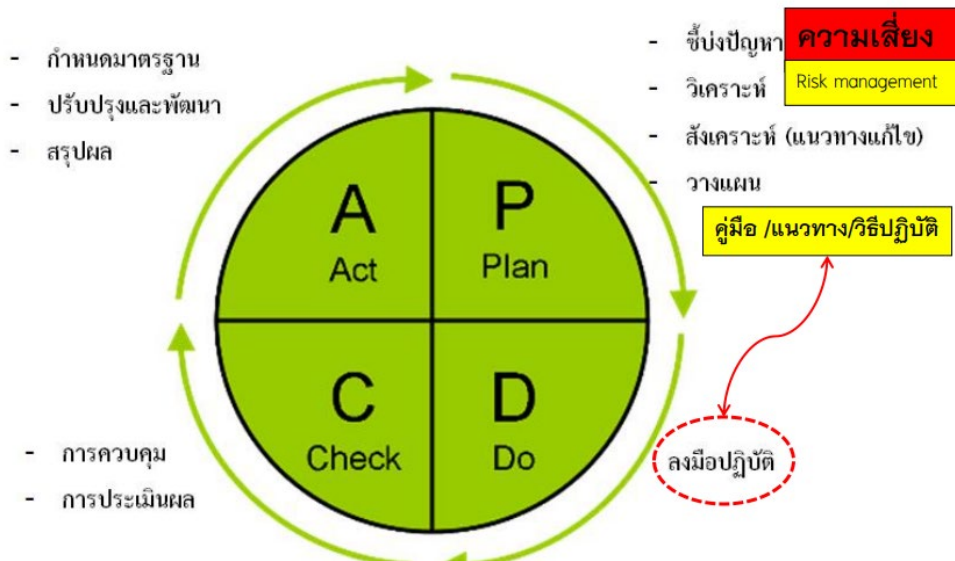 - กำหนดมาตรฐาน
- ปรับปรุงและพัฒนา
- สรุปผล
A
Act
P
Plan
- ชี้บ่งปัญหา
ความเสี่ยง
- วิเคราะห์
Risk management
- สังเคราะห์ (แนวทางแก้ไข)
- วางแผน
คู่มือ /แนวทาง/วิธีปฏิบัติ
C
Check
D
Do
- การควบคุม
- การประเมินผล
ลงมือปฏิบัติ